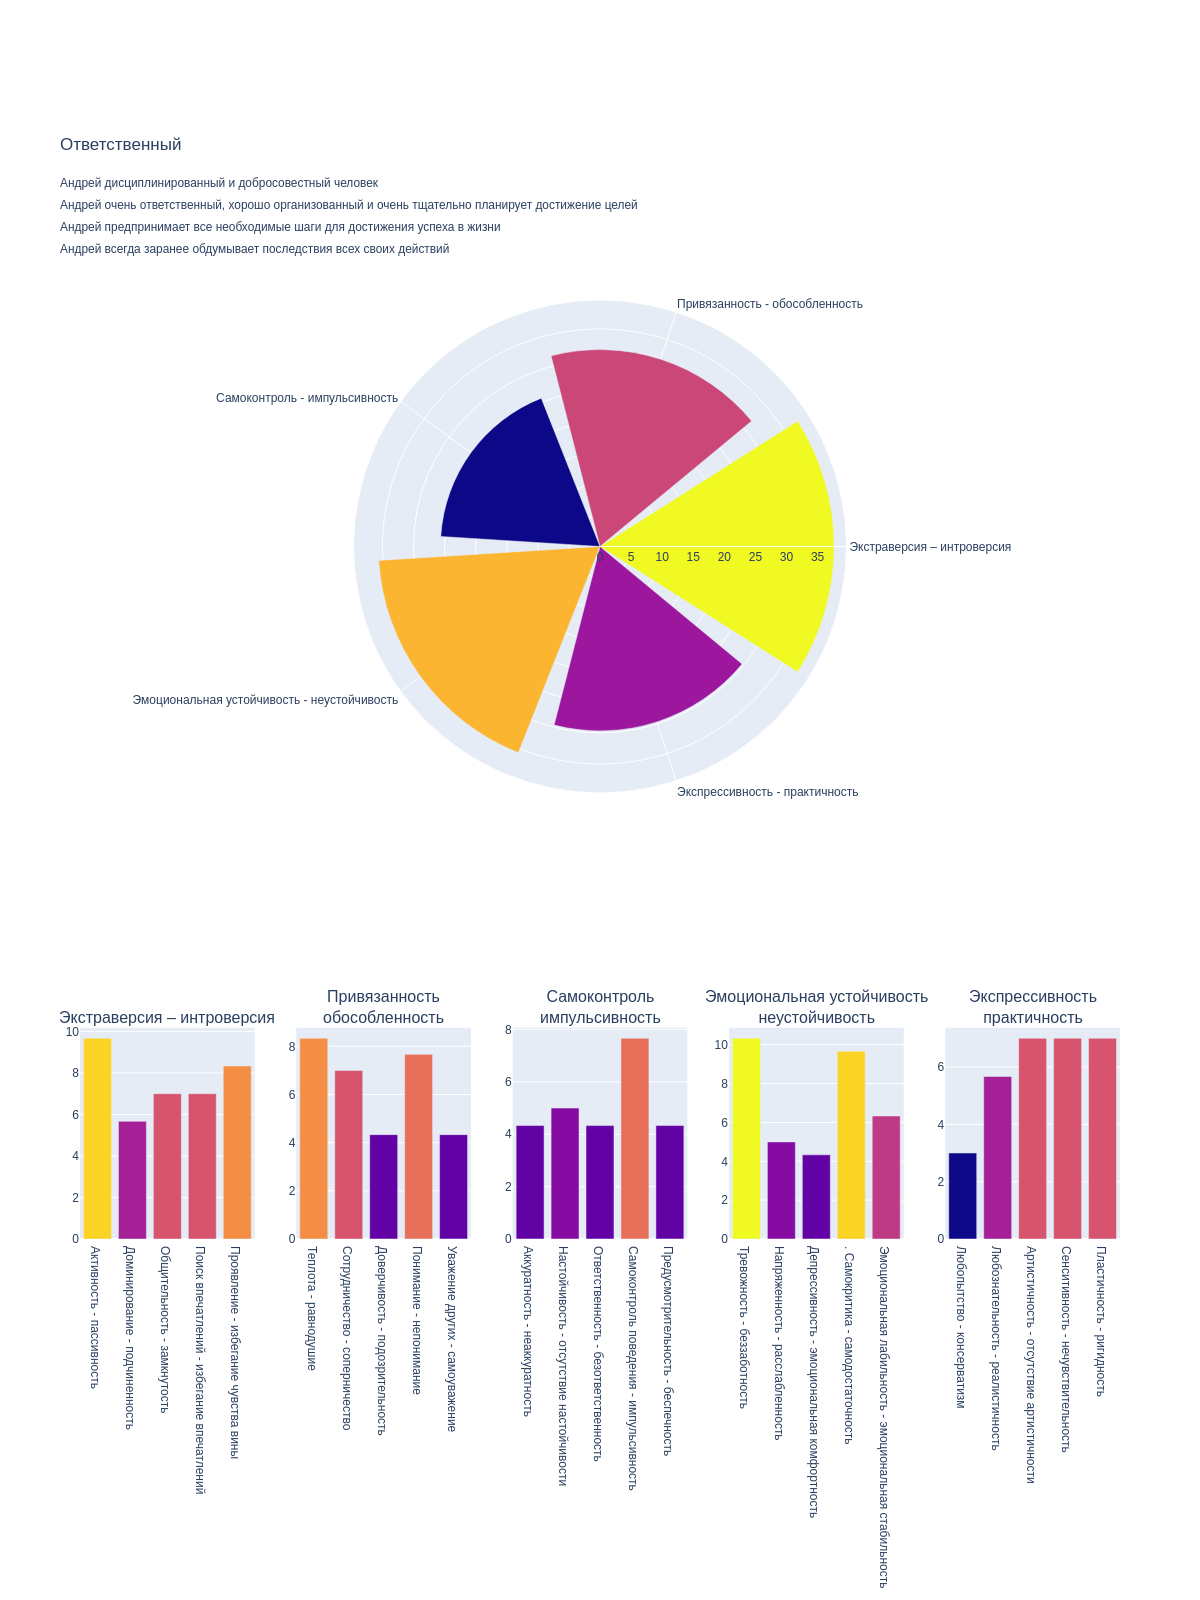 Ответственный
Андрей дисциплинированный и добросовестный человек
Андрей очень ответственный, хорошо организованный и очень тщательно планирует достижение целей
Андрей предпринимает все необходимые шаги для достижения успеха в жизни
Андрей всегда заранее обдумывает последствия всех своих действий
Привязанность - обособленность
Самоконтроль - импульсивность
Экстраверсия – интроверсия
0 5 10 15 20 25 30 35
Эмоциональная устойчивость - неустойчивость
Экспрессивность - практичность
Экстраверсия – интроверсия
10
8
6
4
2
0
Активность - пассивность
Доминирование - подчиненность
Общительность - замкнутость
Поиск впечатлений - избегание впечатлений
Проявление - избегание чувства вины
Привязанность
обособленность
8
6
4
2
0
Теплота - равнодушие
Сотрудничество - соперничество
Доверчивость - подозрительность
Понимание - непонимание
Уважение других - самоуважение
Самоконтроль
импульсивность
8
6
4
2
0
Аккуратность - неаккуратность
Настойчивость - отсутствие настойчивости
Ответственность - безответственность
Самоконтроль поведения - импульсивность
Предусмотрительность - беспечность
Эмоциональная устойчивость
неустойчивость
10
8
6
4
2
0
Тревожность - беззаботность
Напряженность - расслабленность
Депрессивность - эмоциональная комфортность
. Самокритика - самодостаточность
Эмоциональная лабильность - эмоциональная стабильность
Экспрессивность
практичность
6
4
2
0
Любопытство - консерватизм
Любознательность - реалистичность
Артистичность - отсутствие артистичности
Сенситивность - нечувствительность
Пластичность - ригидность